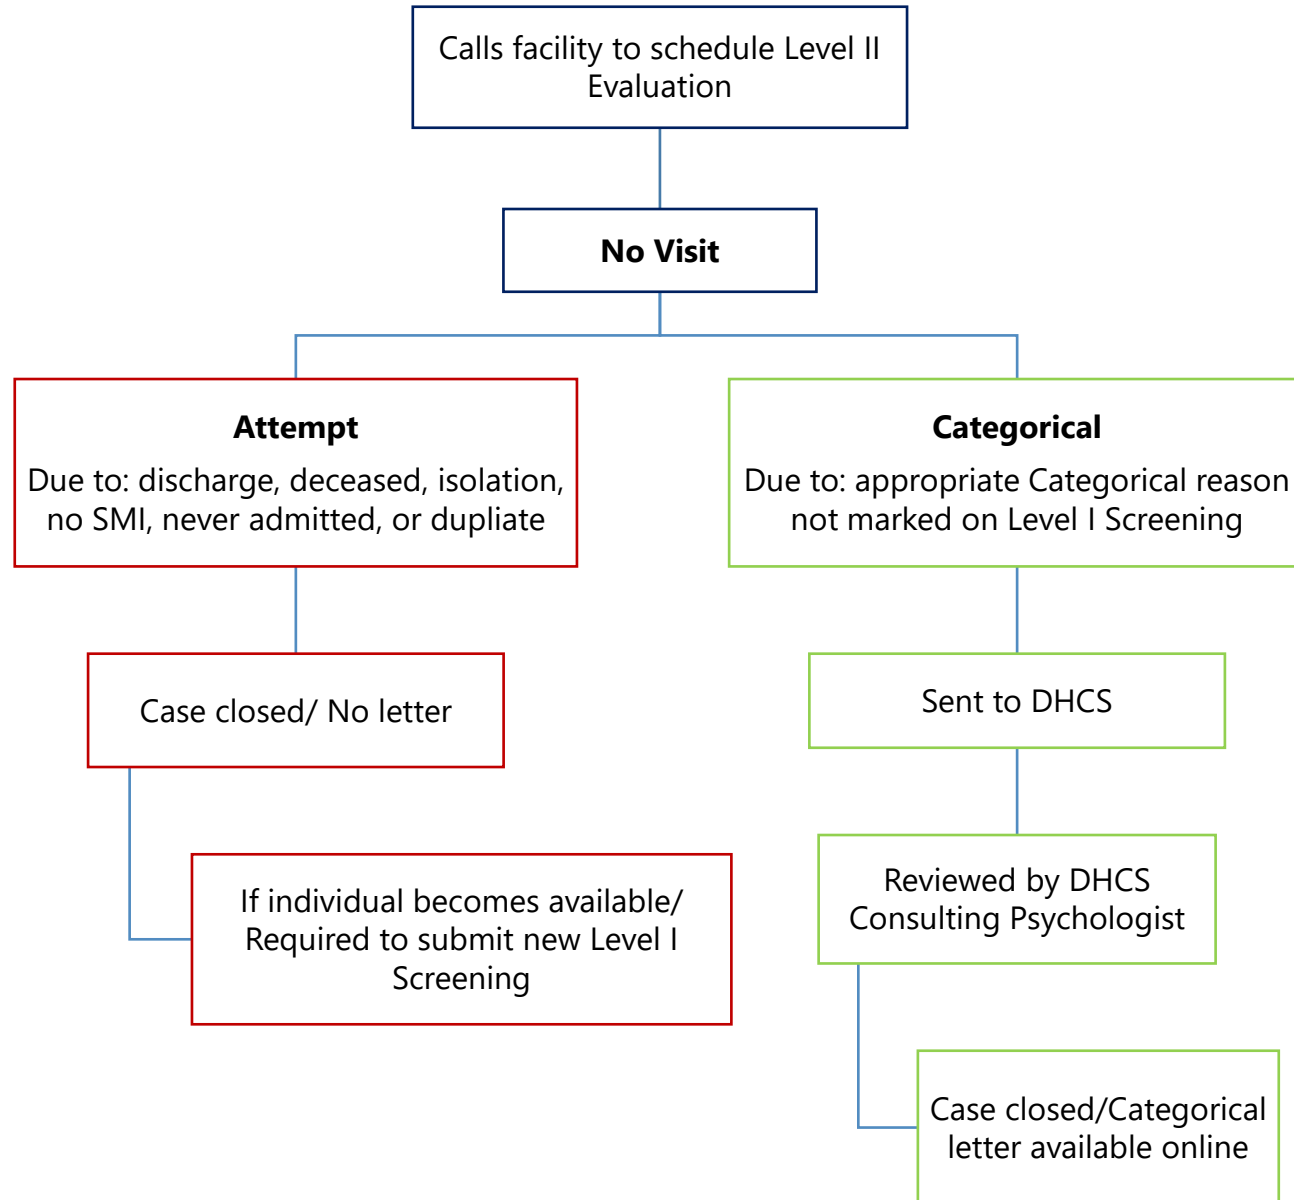 Calls facility to schedule Level II
Evaluation
No Visit
Attempt
Due to: discharge, deceased, isolation,
no SMI, never admitted, or dupliate
Categorical
Due to: appropriate Categorical reason
not marked on Level I Screening
Case closed/ No letter
Sent to DHCS
If individual becomes available/
Required to submit new Level I
Screening
Reviewed by DHCS
Consulting Psychologist
Case closed/Categorical
letter available online